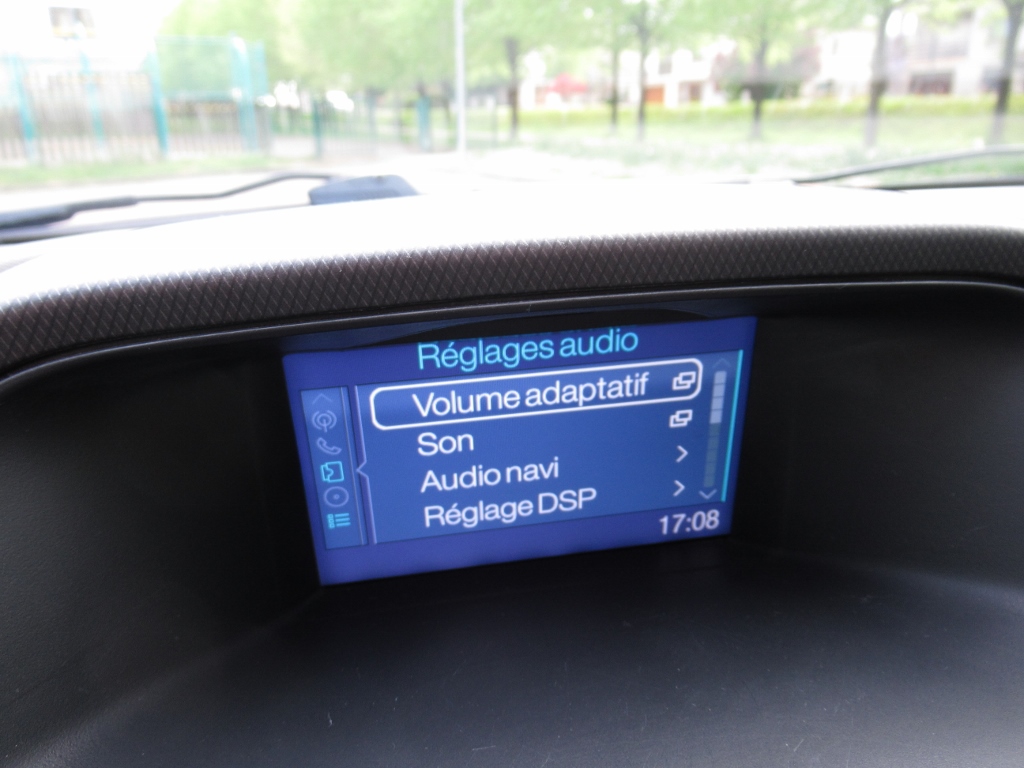 Réglages audio
Volume adaptatif
Son
Audio navi
Réglage DSP
17:08